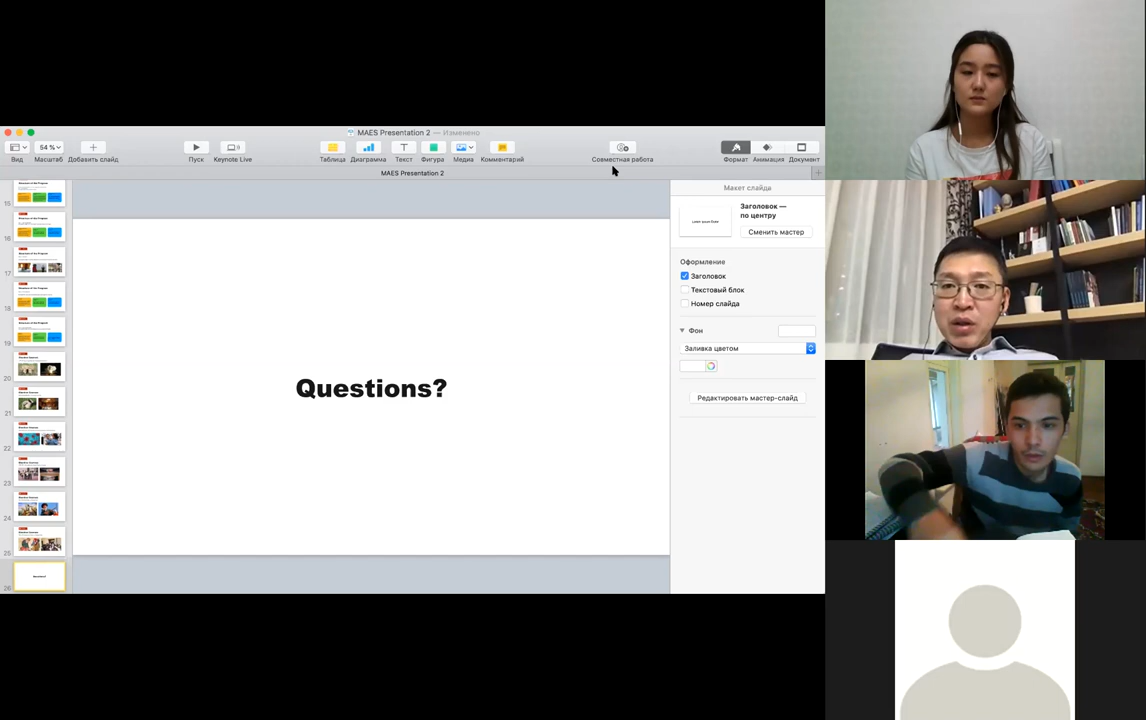 MAES Presentation 2 — Изменено
54 %
Вид
Масштаб
Добавить слайд
Пуск
Keynote Live
Таблица
Диаграмма
Текст
Фигура
Медиа
Комментарий
Совместная работа
Формат
Анимация
Документ
MAES Presentation 2
15
16
17
18
19
20
21
22
23
24
25
26
Questions?
Макет слайда
Заголовок —
по центру
Сменить мастер
Оформление
Заголовок
Текстовый блок
Номер слайда
Фон
Заливка цветом
Редактировать мастер-слайд